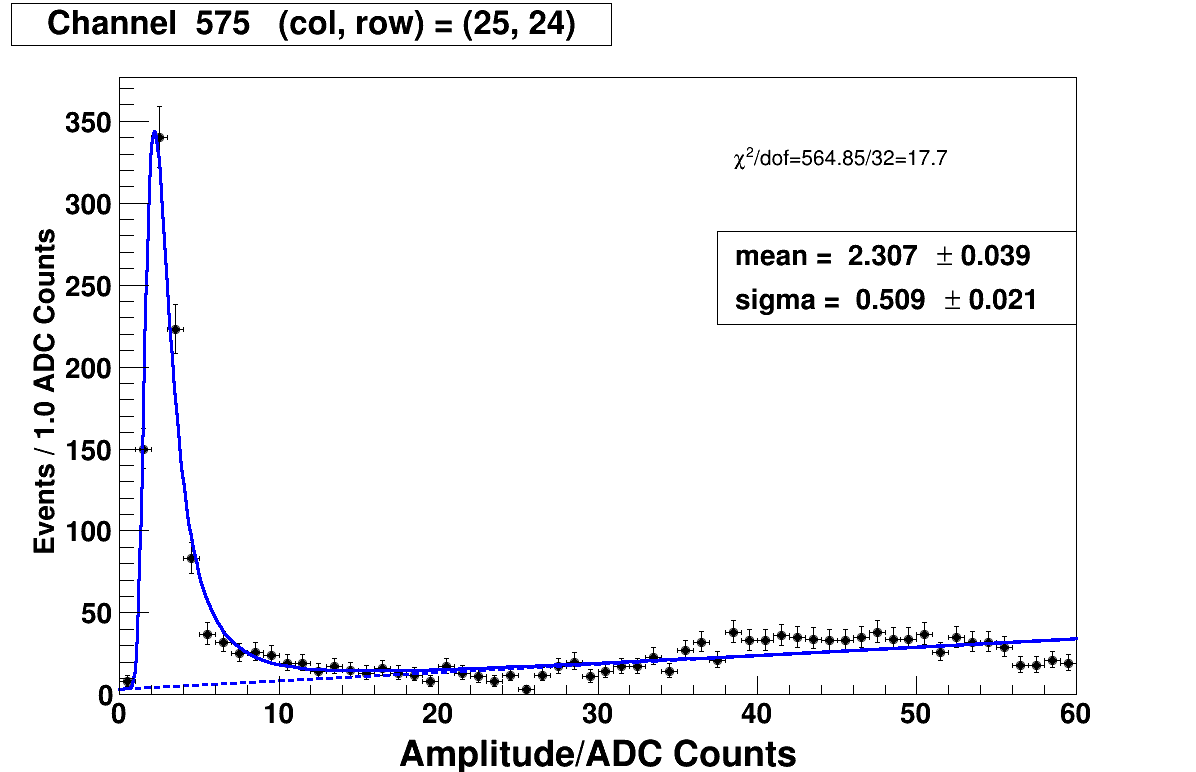 Channel 575 (col, row) = (25, 24)
χ²/dof=564.85/32=17.7
mean = 2.307 ± 0.039
sigma = 0.509 ± 0.021
Events / 1.0 ADC Counts
350
300
250
200
150
100
50
0
0 10 20 30 40 50 60
Amplitude/ADC Counts